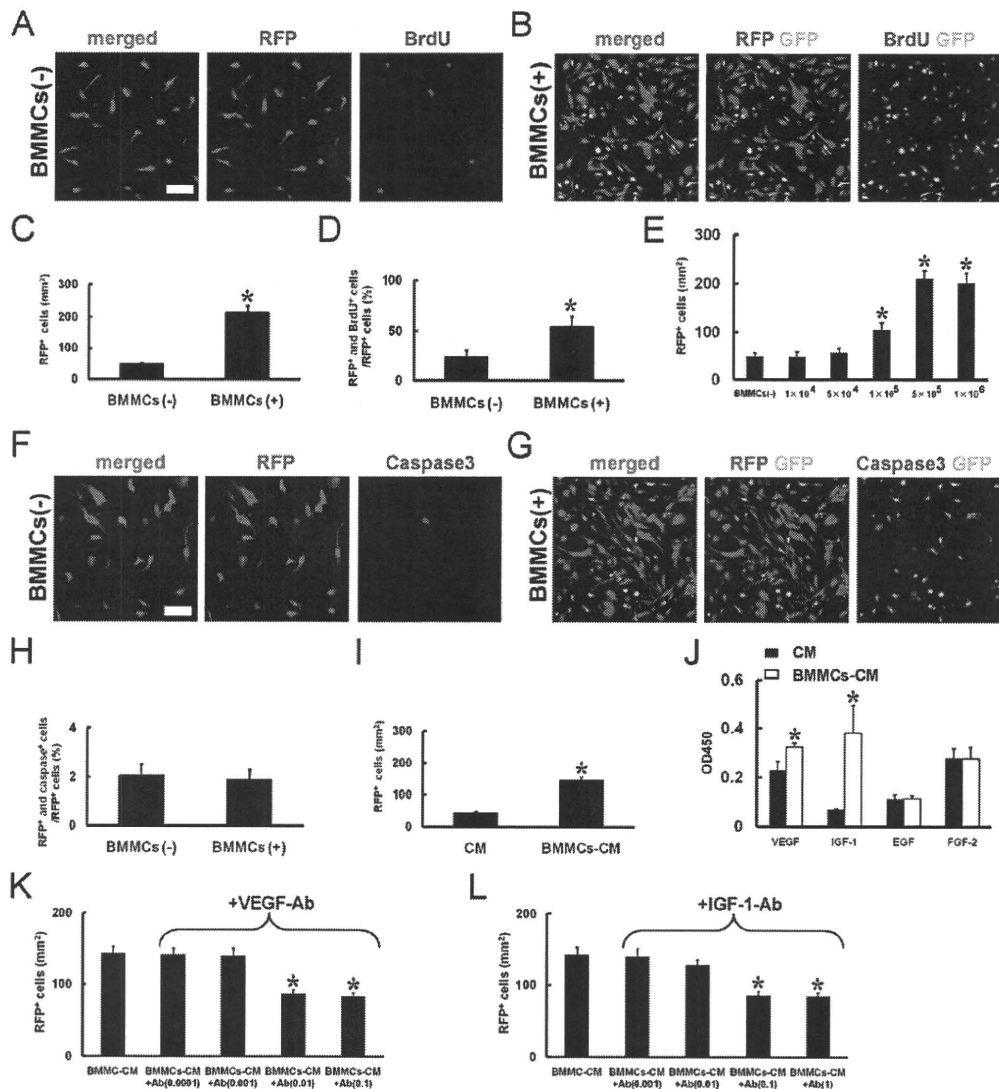 A
B
merged RFP BrdU
merged RFP GFP BrdU GFP
BMMCs(-)
BMMCs(+)
C
D
E
RFP⁺ cells (mm²)
300
200
100
0
*
BMMCs(-) BMMCs(+)
RFP⁺ and BrdU⁺ cells
/RFP⁺ cells (%)
100
50
0
*
BMMCs(-) BMMCs(+)
RFP⁺ cells (mm²)
300
200
100
0
* * *
BMMCs(-) 1×10⁴ 5×10⁴ 1×10⁵ 5×10⁵ 1×10⁶
F
G
merged RFP Caspase3
merged RFP GFP Caspase3 GFP
BMMCs(-)
BMMCs(+)
H
I
J
RFP⁺ and caspase⁺ cells
/RFP⁺ cells (%)
4
2
0
BMMCs(-) BMMCs(+)
RFP⁺ cells (mm²)
300
200
100
0
*
CM BMMCs-CM
CM
BMMCs-CM
OD450
0.6
0.4
0.2
0
* *
VEGF IGF-1 EGF FGF-2
K
L
+VEGF-Ab
RFP⁺ cells (mm²)
200
100
0
* *
BMMC-CM BMMCs-CM +Ab(0.0001) BMMCs-CM +Ab(0.001) BMMCs-CM +Ab(0.01) BMMCs-CM +Ab(0.1)
+IGF-1-Ab
RFP⁺ cells (mm²)
200
100
0
* *
BMMC-CM BMMCs-CM +Ab(0.001) BMMCs-CM +Ab(0.01) BMMCs-CM +Ab(0.1) BMMCs-CM +Ab(1)